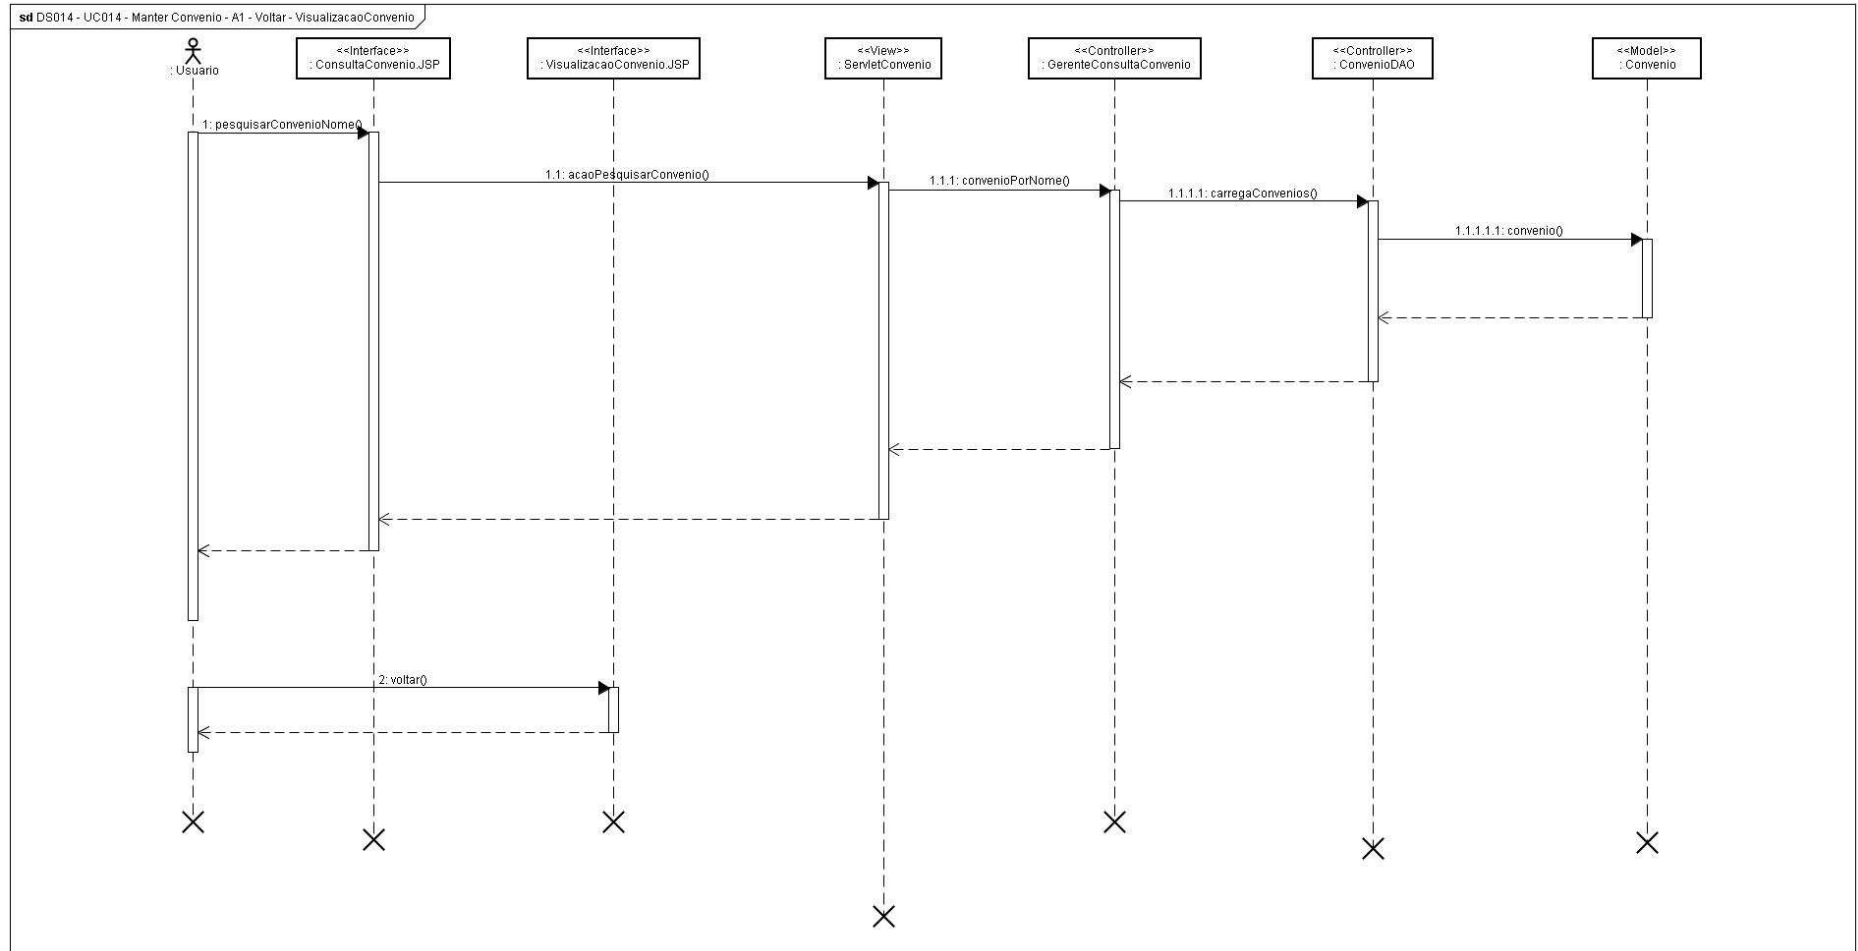 sd DS014 - UC014 - Manter Convenio - A1 - Voltar - VisualizacaoConvenio
: Usuario
<<Interface>>
: ConsultaConvenio.JSP
<<Interface>>
: VisualizacaoConvenio.JSP
<<View>>
: ServletConvenio
<<Controller>>
: GerenteConsultaConvenio
<<Controller>>
: ConvenioDAO
<<Model>>
: Convenio
1: pesquisarConvenioNome()
1.1: acaoPesquisarConvenio()
1.1.1: convenioPorNome()
1.1.1.1: carregaConvenios()
1.1.1.1.1: convenio()
2: voltar()